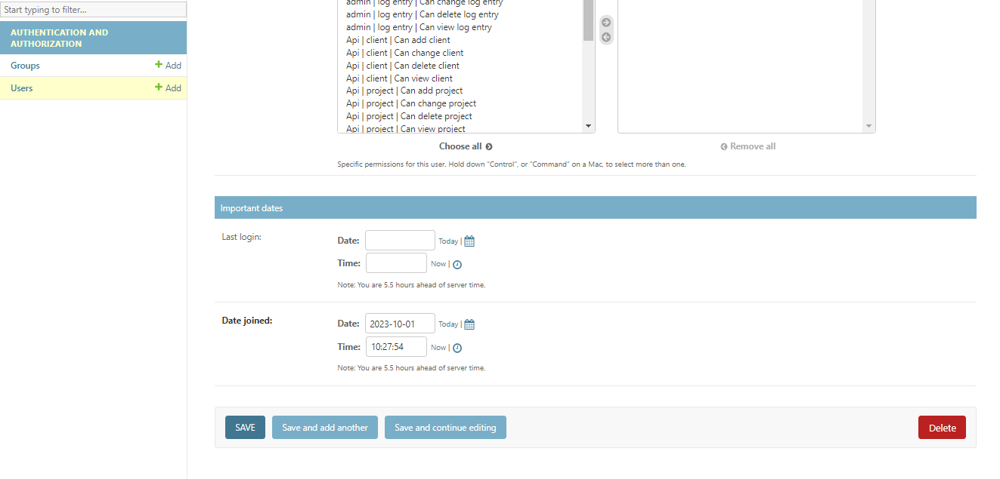 Start typing to filter...
AUTHENTICATION AND
AUTHORIZATION
Groups
+ Add
Users
+ Add
admin | log entry | Can change log entry
admin | log entry | Can delete log entry
admin | log entry | Can view log entry
Api | client | Can add client
Api | client | Can change client
Api | client | Can delete client
Api | client | Can view client
Api | project | Can add project
Api | project | Can change project
Api | project | Can delete project
Api | project | Can view project
Choose all
Remove all
Specific permissions for this user. Hold down "Control", or "Command" on a Mac, to select more than one.
Important dates
Last login:
Date:
Today |
Time:
Now |
Note: You are 5.5 hours ahead of server time.
Date joined:
Date: 2023-10-01 Today |
Time: 10:27:54 Now |
Note: You are 5.5 hours ahead of server time.
SAVE
Save and add another
Save and continue editing
Delete